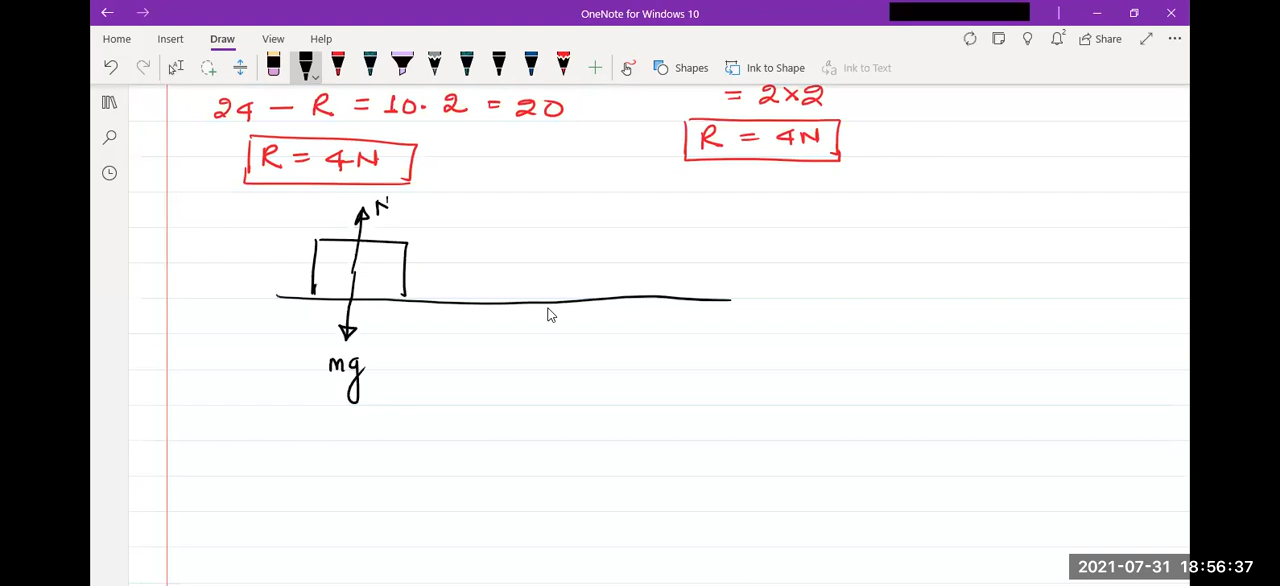 OneNote for Windows 10
Home Insert Draw View Help
Share
Shapes Ink to Shape Ink to Text
24 - R = 10. 2 = 20
R = 4N
= 2×2
R = 4N
N
mg
2021-07-31 18:56:37